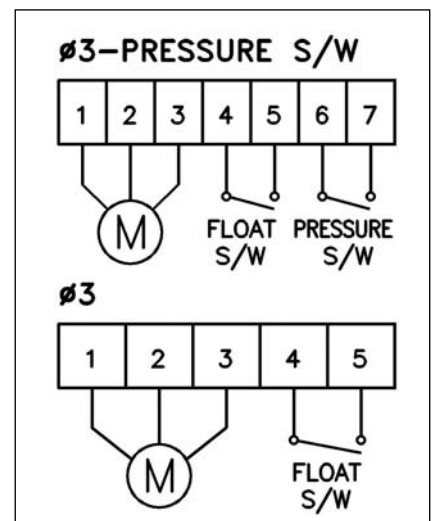 ø3-PRESSURE S/W
1 2 3 4 5 6 7
M
FLOAT S/W
PRESSURE S/W
ø3
1 2 3 4 5
M
FLOAT S/W